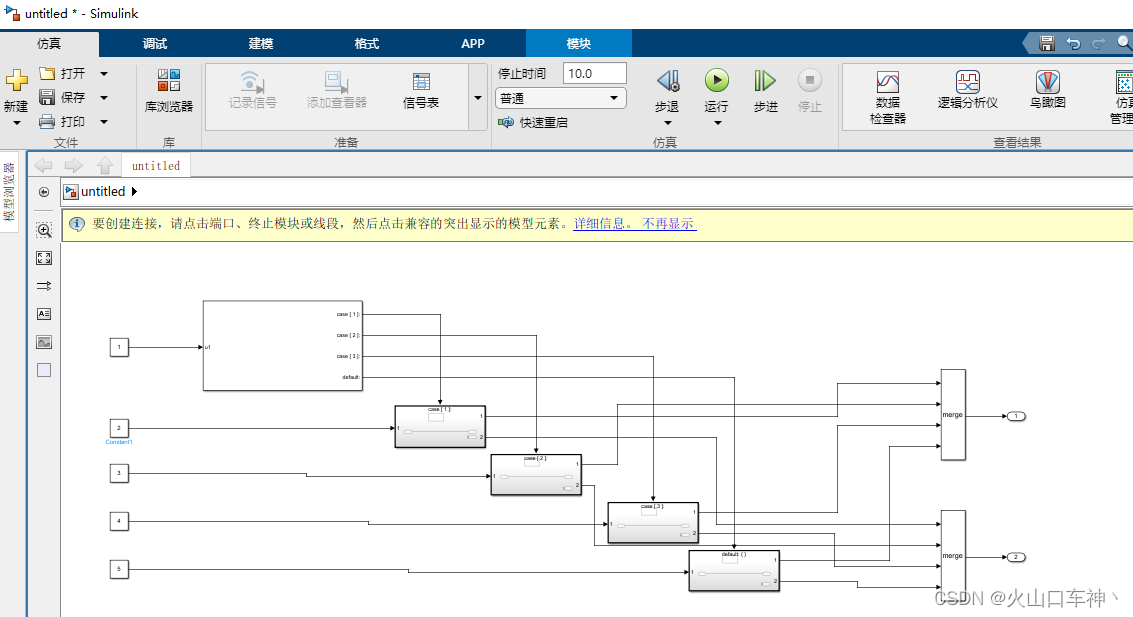 untitled * - Simulink
仿真 调试 建模 格式 APP 模块
新建
打开
保存
打印
文件
库浏览器
库
记录信号
添加查看器
信号表
准备
停止时间 10.0
普通
快速重启
步退
运行
步进
停止
仿真
数据
检查器
逻辑分析仪
鸟瞰图
仿真
管理
查看结果
模型浏览器
untitled
untitled
要创建连接，请点击端口、终止模块或线段，然后点击兼容的突出显示的模型元素。详细信息。 不再显示
1
u1
case [ 1 ]:
case [ 2 ]:
case [ 3 ]:
default:
2
Constant1
3
4
5
case [ 1 ]:
1
1
2
case [ 2 ]:
1
1
2
case [ 3 ]:
1
1
2
default: { }
1
1
2
merge
1
merge
2
CSDN @火山口车神丶